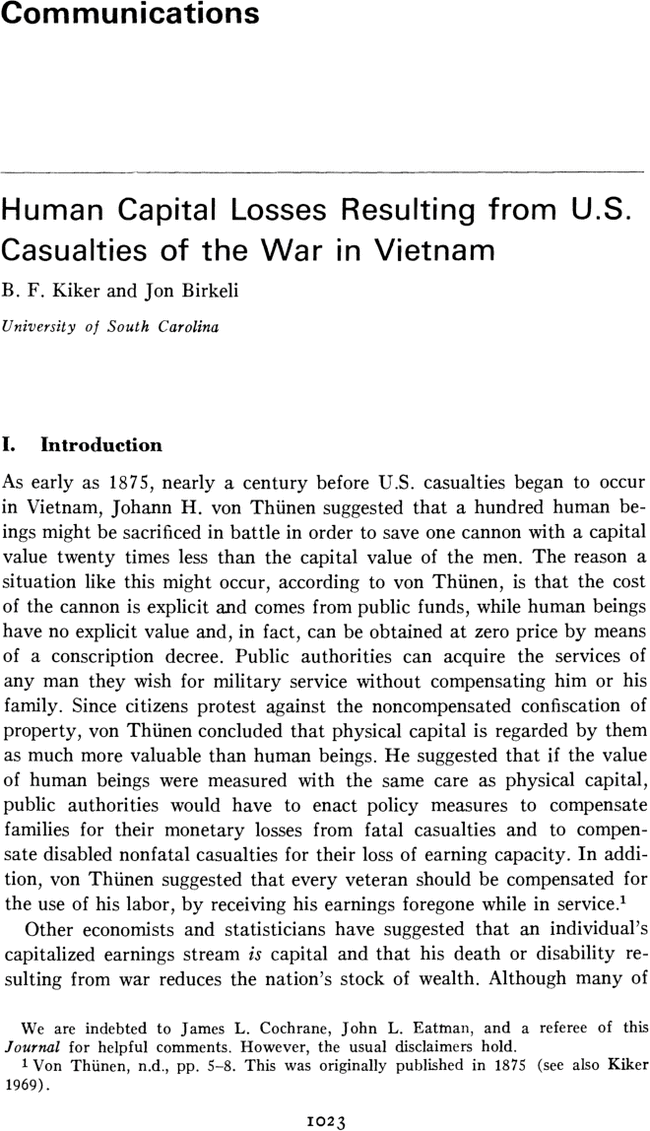 Communications
Human Capital Losses Resulting from U.S.
Casualties of the War in Vietnam
B. F. Kiker and Jon Birkeli
University of South Carolina
I. Introduction
As early as 1875, nearly a century before U.S. casualties began to occur
in Vietnam, Johann H. von Thünen suggested that a hundred human be-
ings might be sacrificed in battle in order to save one cannon with a capital
value twenty times less than the capital value of the men. The reason a
situation like this might occur, according to von Thünen, is that the cost
of the cannon is explicit and comes from public funds, while human beings
have no explicit value and, in fact, can be obtained at zero price by means
of a conscription decree. Public authorities can acquire the services of
any man they wish for military service without compensating him or his
family. Since citizens protest against the noncompensated confiscation of
property, von Thünen concluded that physical capital is regarded by them
as much more valuable than human beings. He suggested that if the value
of human beings were measured with the same care as physical capital,
public authorities would have to enact policy measures to compensate
families for their monetary losses from fatal casualties and to compen-
sate disabled nonfatal casualties for their loss of earning capacity. In addi-
tion, von Thünen suggested that every veteran should be compensated for
the use of his labor, by receiving his earnings foregone while in service.¹
Other economists and statisticians have suggested that an individual's
capitalized earnings stream is capital and that his death or disability re-
sulting from war reduces the nation's stock of wealth. Although many of
We are indebted to James L. Cochrane, John L. Eatman, and a referee of this
Journal for helpful comments. However, the usual disclaimers hold.
¹ Von Thünen, n.d., pp. 5–8. This was originally published in 1875 (see also Kiker
1969).
1023